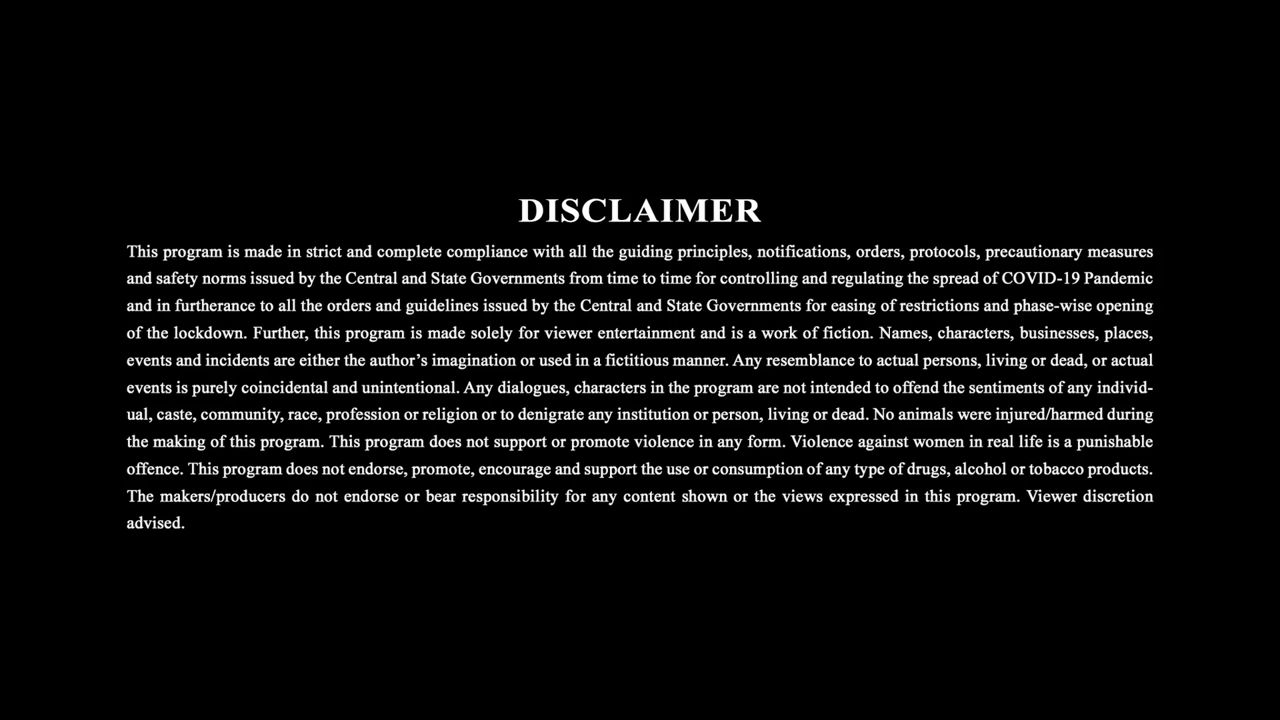 DISCLAIMER
This program is made in strict and complete compliance with all the guiding principles, notifications, orders, protocols, precautionary measures
and safety norms issued by the Central and State Governments from time to time for controlling and regulating the spread of COVID-19 Pandemic
and in furtherance to all the orders and guidelines issued by the Central and State Governments for easing of restrictions and phase-wise opening
of the lockdown. Further, this program is made solely for viewer entertainment and is a work of fiction. Names, characters, businesses, places,
events and incidents are either the author’s imagination or used in a fictitious manner. Any resemblance to actual persons, living or dead, or actual
events is purely coincidental and unintentional. Any dialogues, characters in the program are not intended to offend the sentiments of any individ-
ual, caste, community, race, profession or religion or to denigrate any institution or person, living or dead. No animals were injured/harmed during
the making of this program. This program does not support or promote violence in any form. Violence against women in real life is a punishable
offence. This program does not endorse, promote, encourage and support the use or consumption of any type of drugs, alcohol or tobacco products.
The makers/producers do not endorse or bear responsibility for any content shown or the views expressed in this program. Viewer discretion
advised.